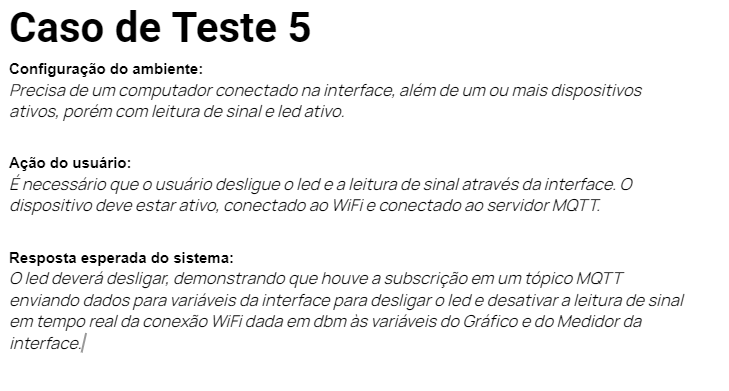 Caso de Teste 5
Configuração do ambiente:
Precisa de um computador conectado na interface, além de um ou mais dispositivos
ativos, porém com leitura de sinal e led ativo.
Ação do usuário:
É necessário que o usuário desligue o led e a leitura de sinal através da interface. O
dispositivo deve estar ativo, conectado ao WiFi e conectado ao servidor MQTT.
Resposta esperada do sistema:
O led deverá desligar, demonstrando que houve a subscrição em um tópico MQTT
enviando dados para variáveis da interface para desligar o led e desativar a leitura de sinal
em tempo real da conexão WiFi dada em dbm às variáveis do Gráfico e do Medidor da
interface.